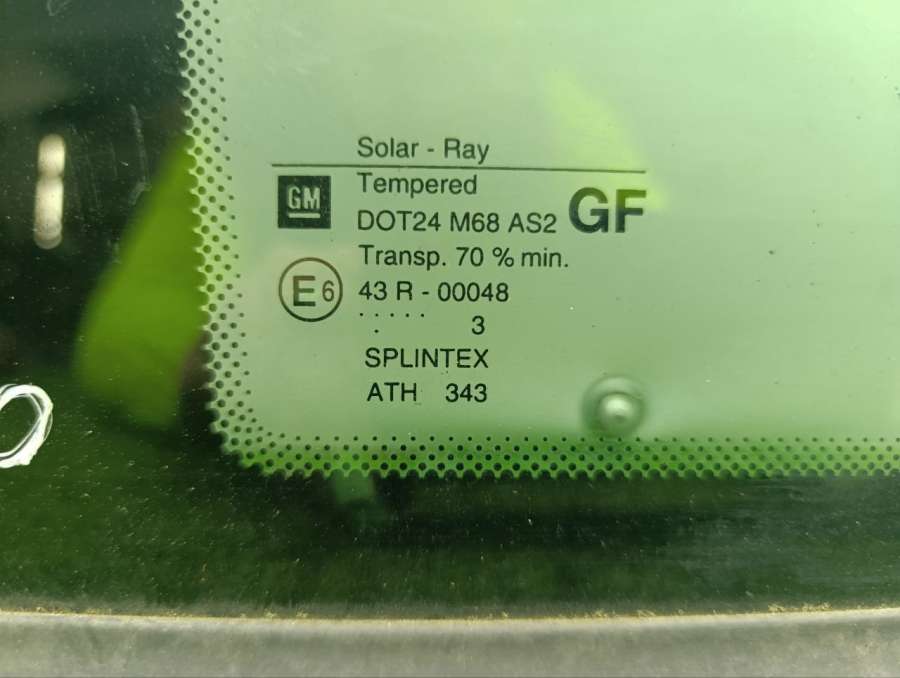 Solar - Ray
Tempered
GM
DOT24 M68 AS2 GF
Transp. 70 % min.
E6 43 R - 00048
. . . . . . 3
SPLINTEX
ATH 343